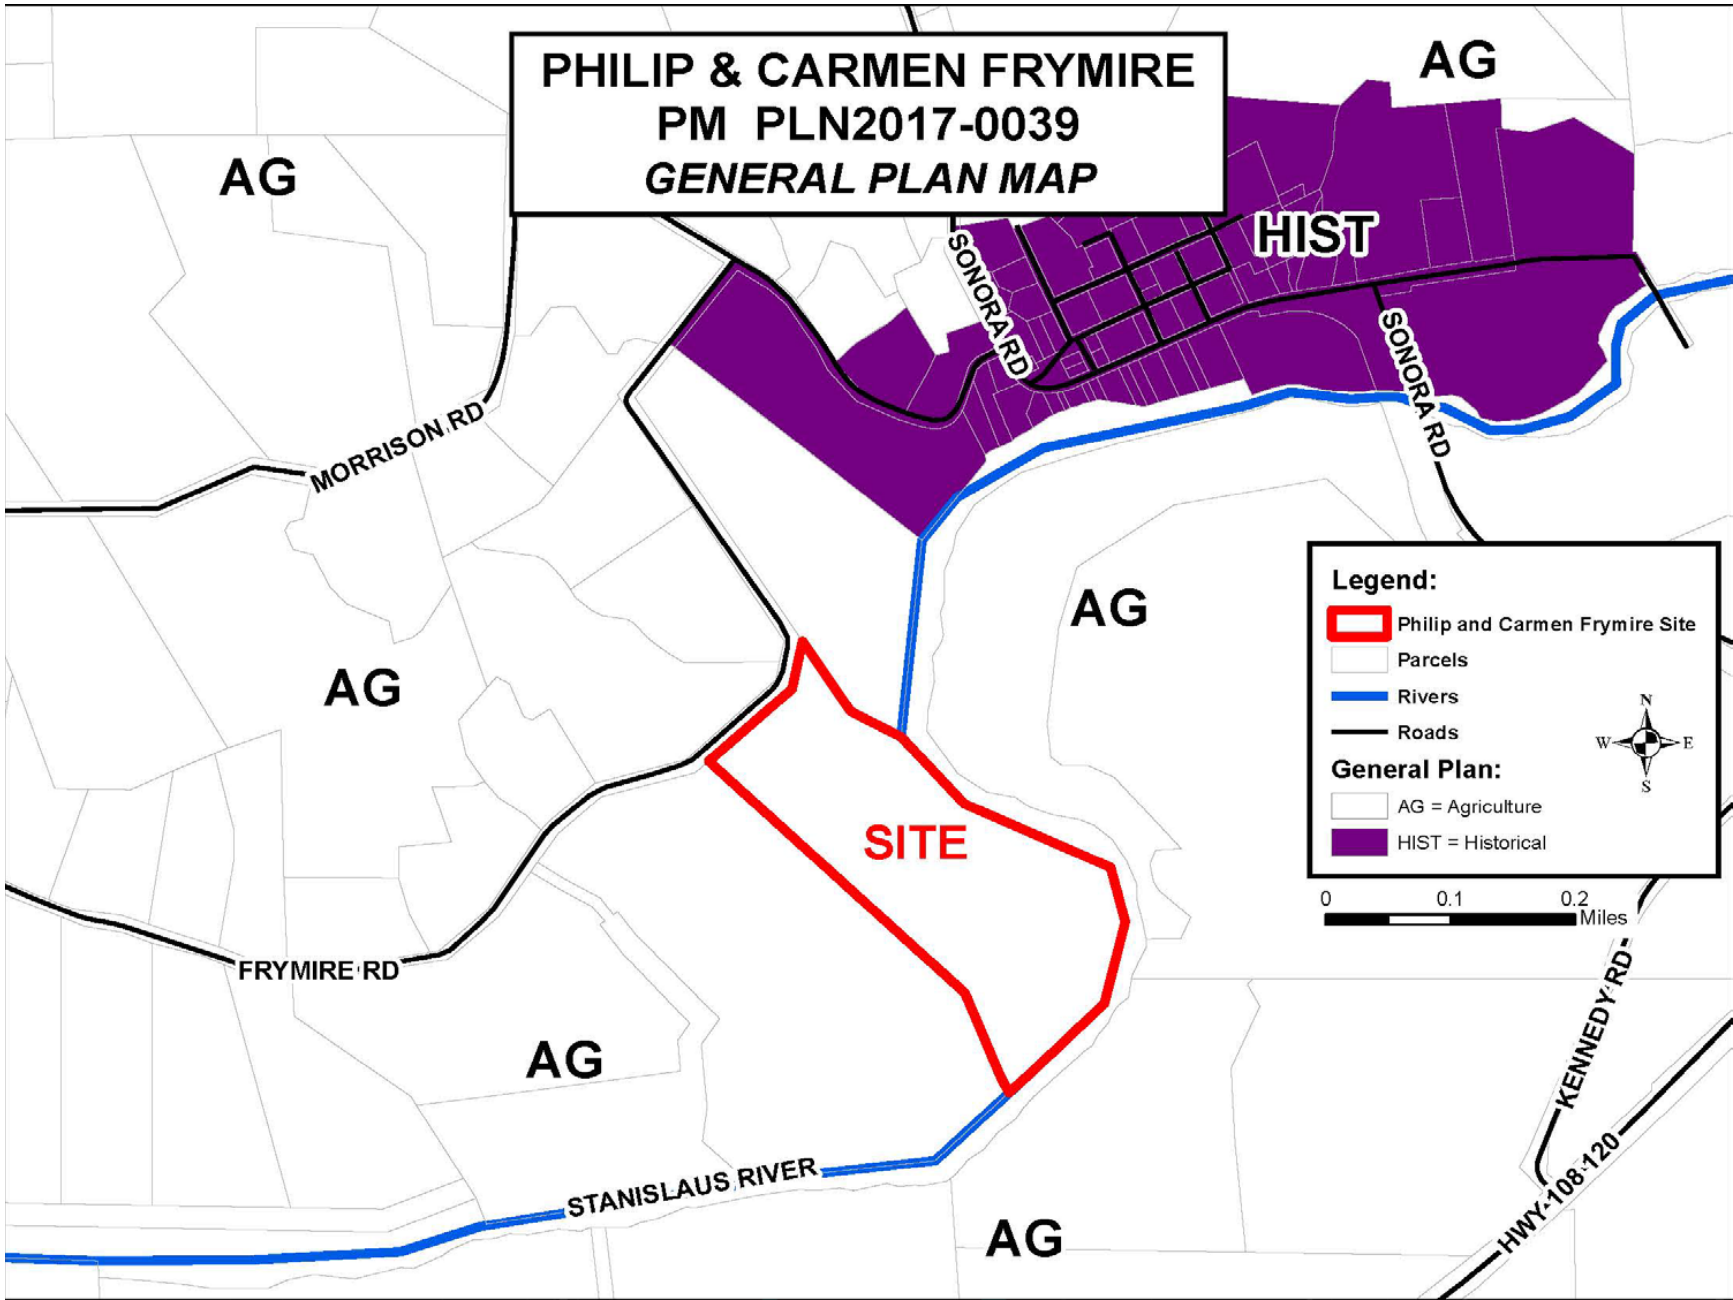 PHILIP & CARMEN FRYMIRE
PM PLN2017-0039
GENERAL PLAN MAP
AG
AG
HIST
SONORA RD
SONORA RD
MORRISON RD
AG
AG
Legend:
Philip and Carmen Frymire Site
Parcels
Rivers
Roads
General Plan:
AG = Agriculture
HIST = Historical
N
W
E
S
0
0.1
0.2
Miles
SITE
FRYMIRE RD
KENNEDY RD
AG
STANISLAUS RIVER
HWY 108-120
AG